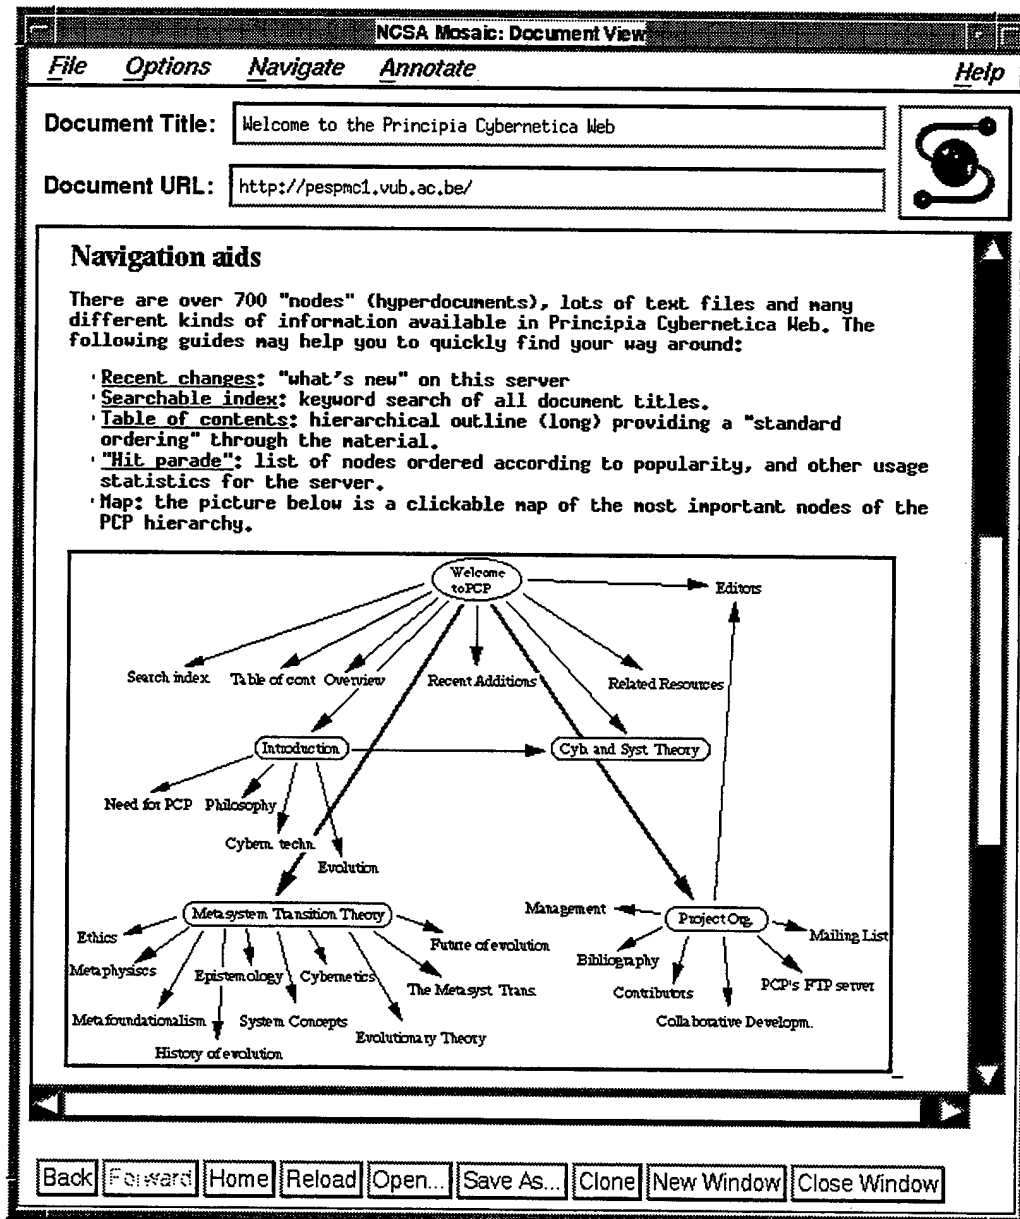 NCSA Mosaic: Document View
File Options Navigate Annotate Help
Document Title: Welcome to the Principia Cybernetica Web
Document URL: http://pespmc1.vub.ac.be/
Navigation aids
There are over 700 "nodes" (hyperdocuments), lots of text files and many
different kinds of information available in Principia Cybernetica Web. The
following guides may help you to quickly find your way around:
Recent changes: "what's new" on this server
Searchable index: keyword search of all document titles.
Table of contents: hierarchical outline (long) providing a "standard
ordering" through the material.
"Hit parade": list of nodes ordered according to popularity, and other usage
statistics for the server.
Map: the picture below is a clickable map of the most important nodes of the
PCP hierarchy.
Welcome
to PCP
Editors
Search index
Table of cont
Overview
Recent Additions
Related Resources
Introduction
Cyb. and Syst. Theory
Need for PCP
Philosophy
Cybern. techn.
Evolution
Metasystem Transition Theory
Management
Project Org.
Ethics
Future of evolution
Mailing List
Metaphysiscs
Epistemology
Cybernetics
Bibliography
The Metasyst. Trans.
Contributors
PCP's FTP server
Metafoundationalism
System Concepts
Collaborative Developm.
Evolutionary Theory
History of evolution
Back Forward Home Reload Open... Save As... Clone New Window Close Window